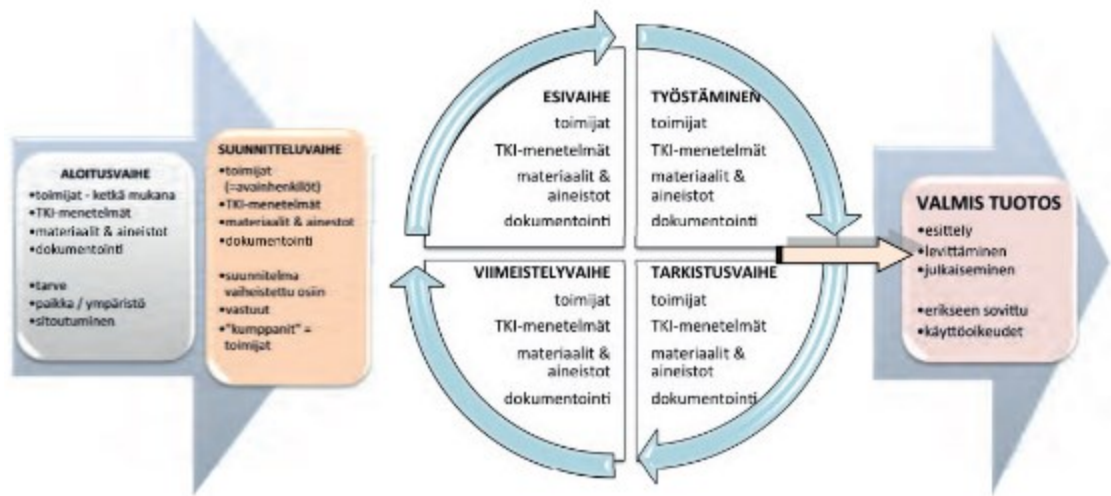 ALOITUSVAIHE
•toimijat - ketkä mukana
•TKI-menetelmät
•materiaalit & aineistot
•dokumentointi
•tarve
•paikka / ympäristö
•sitoutuminen
SUUNNITTELUVAIHE
•toimijat
(=avainhenkilöt)
•TKI-menetelmät
•materiaalit & ainestot
•dokumentointi
•suunnitelma
vaiheistettu osiin
•vastuut
•"kumppanit" =
toimijat
ESIVAIHE
toimijat
TKI-menetelmät
materiaalit &
aineistot
dokumentointi
TYÖSTÄMINEN
toimijat
TKI-menetelmät
materiaalit &
aineistot
dokumentointi
VIIMEISTELYVAIHE
toimijat
TKI-menetelmät
materiaalit &
aineistot
dokumentointi
TARKISTUSVAIHE
toimijat
TKI-menetelmät
materiaalit &
aineistot
dokumentointi
VALMIS TUOTOS
•esittely
•levittäminen
•julkaiseminen
•erikseen sovittu
•käyttöoikeudet